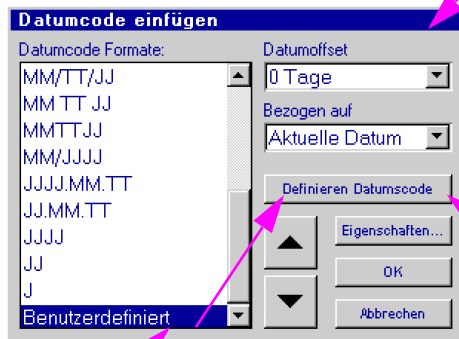 Datumcode einfügen
Datumcode Formate:
MM/TT/JJ
MM TT JJ
MMTTJJ
MM/JJJJ
JJJJ.MM.TT
JJ.MM.TT
JJJJ
JJ
J
Benutzerdefiniert
Datumoffset
0 Tage
Bezogen auf
Aktuelle Datum
Definieren Datumscode
Eigenschaften...
OK
Abbrechen